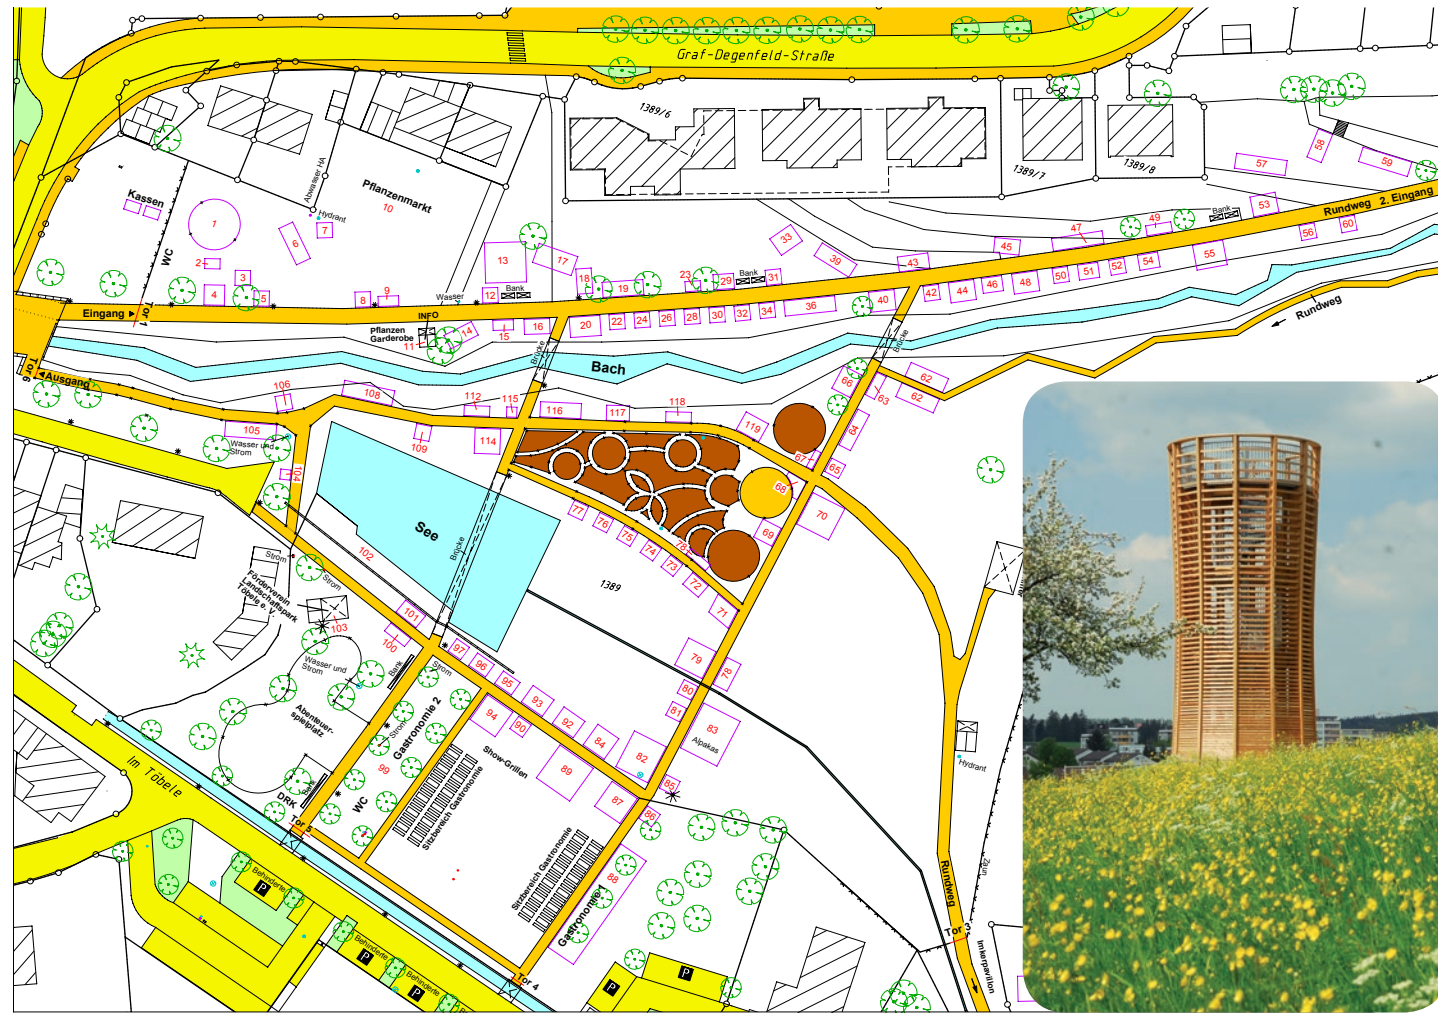 Graf-Degenfeld-Straße
1389/6
1389/7
1389/8
58
57
59
Kassen
Abwasser HA
Pflanzenmarkt
10
1
Hydrant
7
6
WC
2
3
4
5
8
9
Wasser
12
Bank
13
17
18
19
23
29
Bank
31
33
39
43
45
47
49
Bank
53
Rundweg
2. Eingang
56
60
55
54
52
51
50
48
46
44
42
40
36
34
32
30
28
26
24
22
20
16
15
14
INFO
Eingang
Tor 1
Pflanzen
Garderobe
11
Brücke
Brücke
Bach
Rundweg
Tor 6
Ausgang
106
108
112
115
116
117
118
119
105
Wasser und
Strom
104
109
114
66
63
62
62
64
67
65
68
70
69
77
76
75
74
73
78
72
71
See
Brücke
102
1389
Strom
Strom
Förderverein
Landschaftspark
Töbele e. V.
103
101
100
Wasser und
Strom
Bank
Strom
97
96
95
93
92
84
94
90
82
79
78
80
81
83
Alpakas
85
86
87
89
88
Abenteuer-
spielplatz
Strom
Gastronomie 2
99
WC
Show-Grillen
Sitzbereich Gastronomie
Sitzbereich Gastronomie
Gastronomie 1
Bank
DRK
Tor 5
Im Töbele
Behinderte
P
Behinderte
P
Behinderte
P
Tor 4
P
P
Hydrant
Zaun
Rundweg
Tor 3
Imkerpavillon